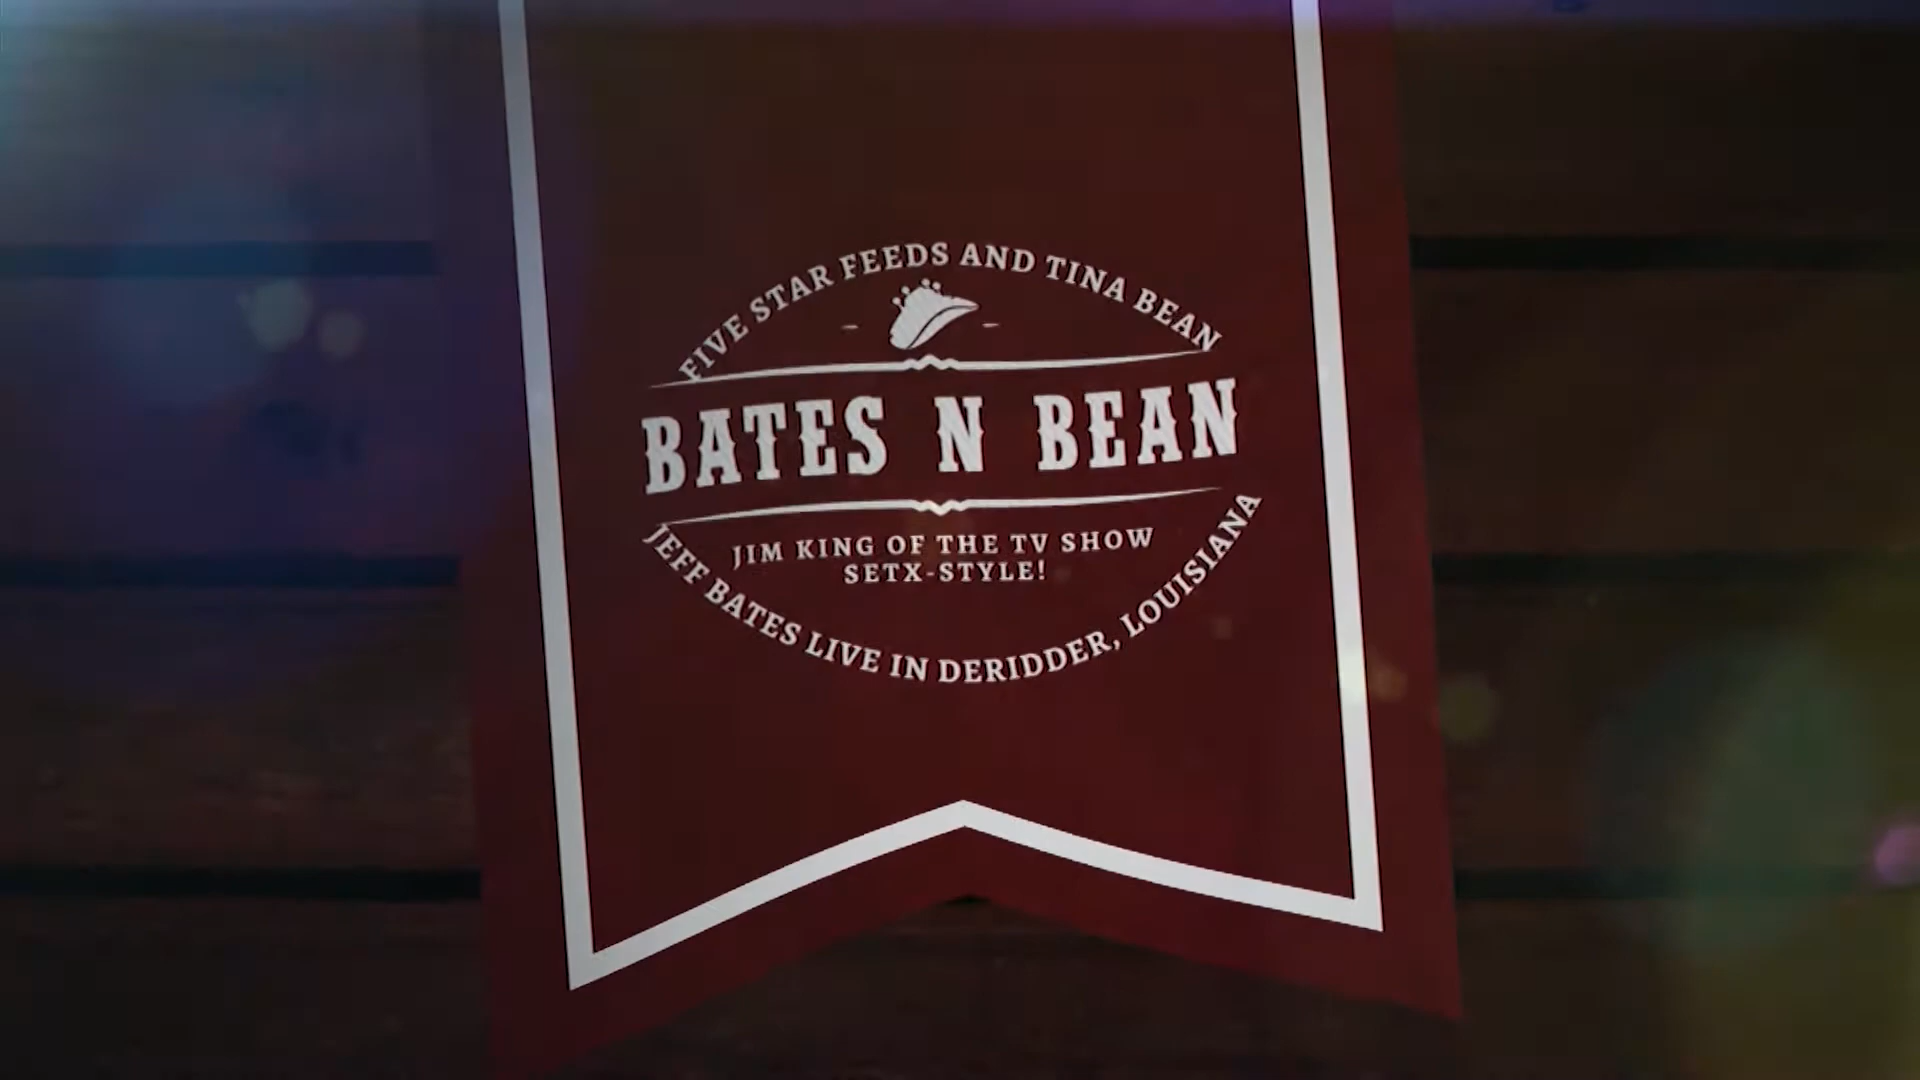 FIVE STAR FEEDS AND TINA BEAN
BATES N BEAN
JIM KING OF THE TV SHOW
SETX-STYLE!
JEFF BATES LIVE IN DERIDDER, LOUISIANA